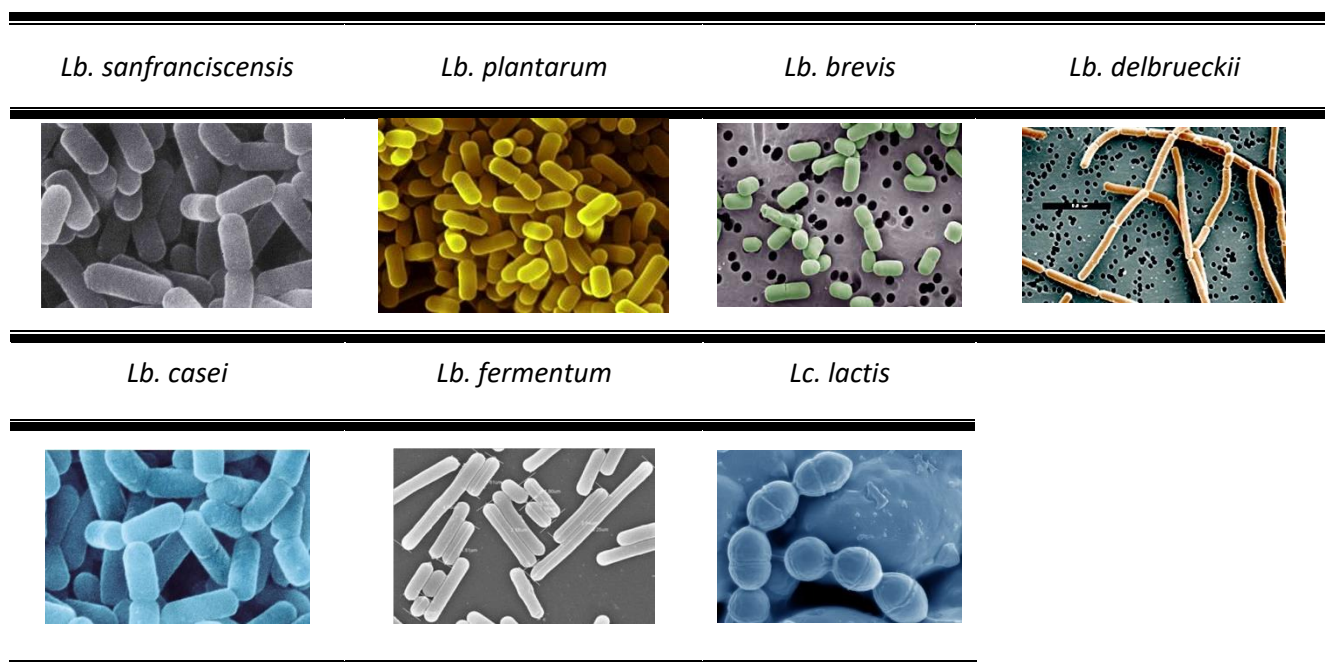 Lb. sanfranciscensis Lb. plantarum Lb. brevis Lb. delbrueckii
Lb. casei Lb. fermentum Lc. lactis